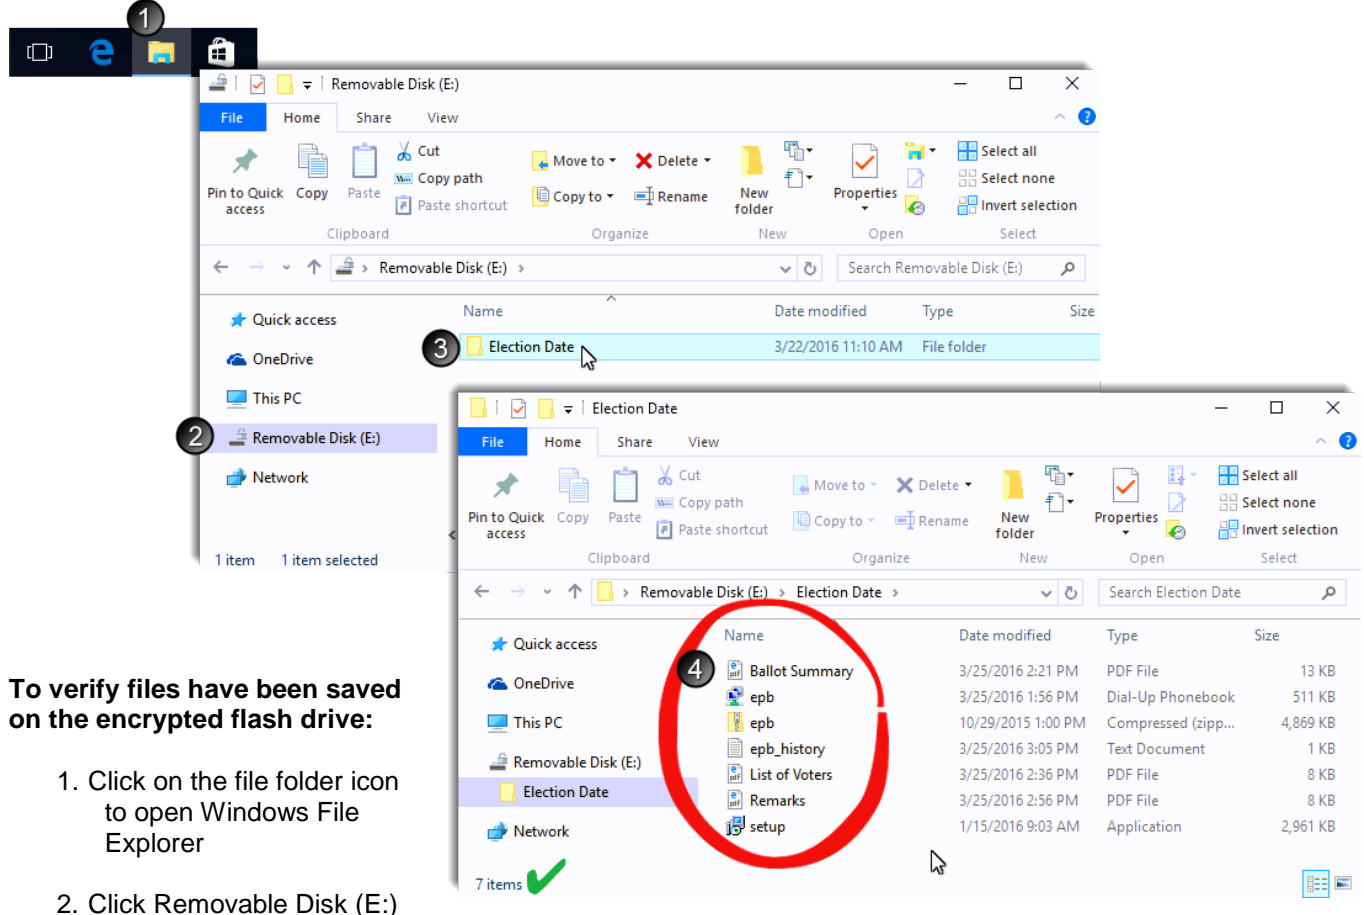 1
Removable Disk (E:)
File Home Share View
Pin to Quick access
Copy
Paste
Cut
Copy path
Paste shortcut
Move to
Copy to
Delete
Rename
New folder
Properties
Select all
Select none
Invert selection
Clipboard Organize New Open Select
Removable Disk (E:)
Search Removable Disk (E:)
Name Date modified Type Size
3 Election Date 3/22/2016 11:10 AM File folder
Quick access
OneDrive
This PC
2 Removable Disk (E:)
Network
1 item 1 item selected
Election Date
File Home Share View
Pin to Quick access
Copy
Paste
Cut
Copy path
Paste shortcut
Move to
Copy to
Delete
Rename
New folder
Properties
Select all
Select none
Invert selection
Clipboard Organize New Open Select
Removable Disk (E:) Election Date
Search Election Date
Quick access
OneDrive
This PC
Removable Disk (E:)
Election Date
Network
Name Date modified Type Size
4 Ballot Summary 3/25/2016 2:21 PM PDF File 13 KB
epb 3/25/2016 1:56 PM Dial-Up Phonebook 511 KB
epb 10/29/2015 1:00 PM Compressed (zipp... 4,869 KB
epb_history 3/25/2016 3:05 PM Text Document 1 KB
List of Voters 3/25/2016 2:36 PM PDF File 8 KB
Remarks 3/25/2016 2:56 PM PDF File 8 KB
setup 1/15/2016 9:03 AM Application 2,961 KB
7 items
To verify files have been saved
on the encrypted flash drive:
1. Click on the file folder icon
to open Windows File
Explorer
2. Click Removable Disk (E:)